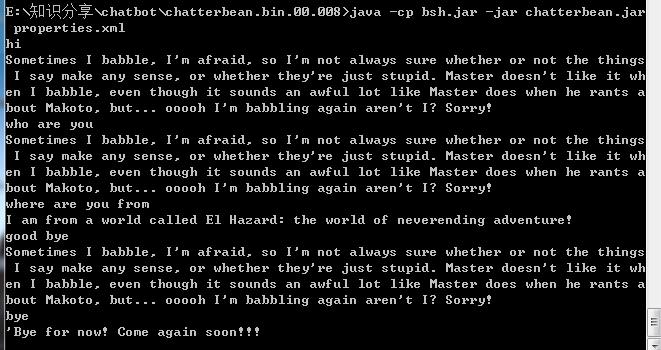 E:\知识分享\chatbot\chatterbean.bin.00.008>java -cp bsh.jar -jar chatterbean.jar
 properties.xml
hi
Sometimes I babble, I'm afraid, so I'm not always sure whether or not the things
 I say make any sense, or whether they're just stupid. Master doesn't like it wh
en I babble, even though it sounds an awful lot like Master does when he rants a
bout Makoto, but... ooooh I'm babbling again aren't I? Sorry!
who are you
Sometimes I babble, I'm afraid, so I'm not always sure whether or not the things
 I say make any sense, or whether they're just stupid. Master doesn't like it wh
en I babble, even though it sounds an awful lot like Master does when he rants a
bout Makoto, but... ooooh I'm babbling again aren't I? Sorry!
where are you from
I am from a world called El Hazard: the world of neverending adventure!
good bye
Sometimes I babble, I'm afraid, so I'm not always sure whether or not the things
 I say make any sense, or whether they're just stupid. Master doesn't like it wh
en I babble, even though it sounds an awful lot like Master does when he rants a
bout Makoto, but... ooooh I'm babbling again aren't I? Sorry!
bye
'Bye for now! Come again soon!!!